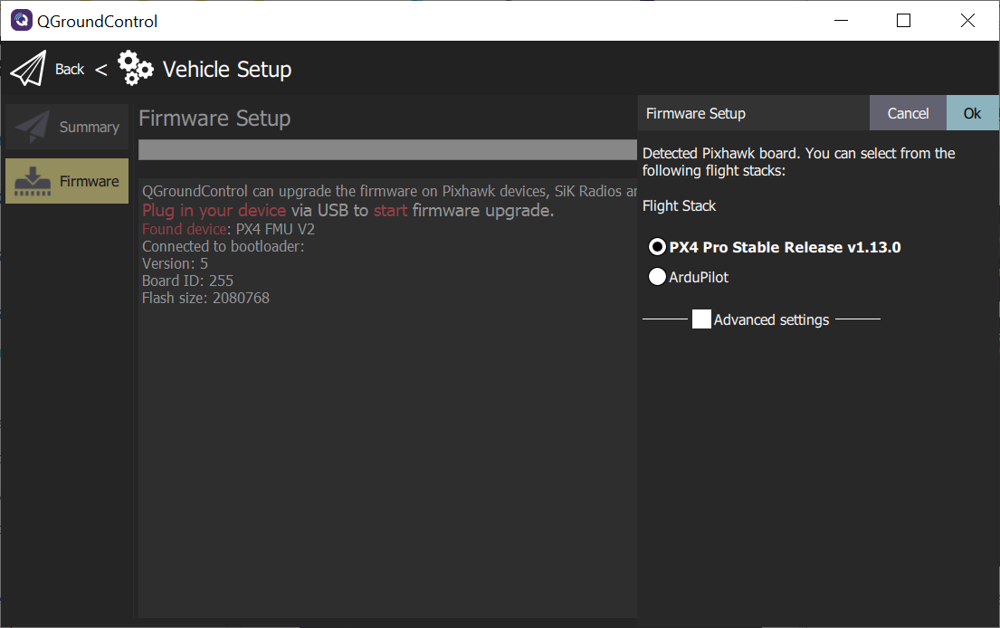 QGroundControl
Back < Vehicle Setup
Summary
Firmware
Firmware Setup
QGroundControl can upgrade the firmware on Pixhawk devices, SiK Radios
Plug in your device via USB to start firmware upgrade.
Found device: PX4 FMU V2
Connected to bootloader:
Version: 5
Board ID: 255
Flash size: 2080768
Firmware Setup
Cancel
Ok
Detected Pixhawk board. You can select from the
following flight stacks:
Flight Stack
PX4 Pro Stable Release v1.13.0
ArduPilot
Advanced settings